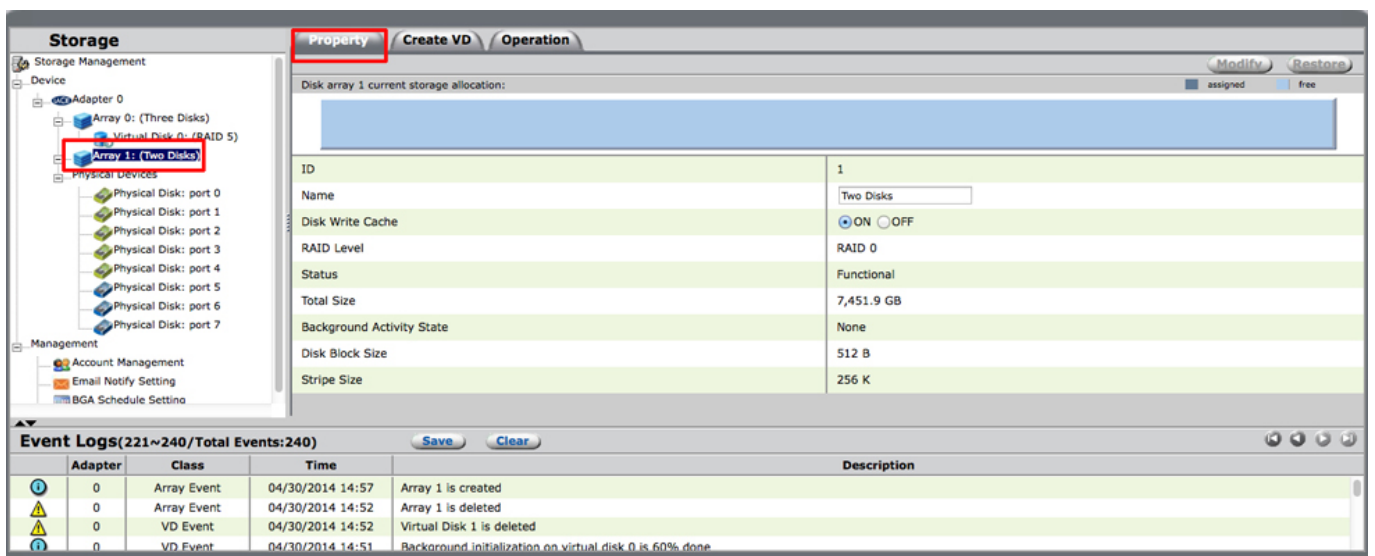 Storage
Property Create VD Operation
Storage Management
Device
Adapter 0
Array 0: (Three Disks)
Virtual Disk 0: (RAID 5)
Array 1: (Two Disks)
Physical Devices
Physical Disk: port 0
Physical Disk: port 1
Physical Disk: port 2
Physical Disk: port 3
Physical Disk: port 4
Physical Disk: port 5
Physical Disk: port 6
Physical Disk: port 7
Management
Account Management
Email Notify Setting
BGA Schedule Setting
Modify Restore
Disk array 1 current storage allocation: assigned free
ID 1
Name Two Disks
Disk Write Cache ON OFF
RAID Level RAID 0
Status Functional
Total Size 7,451.9 GB
Background Activity State None
Disk Block Size 512 B
Stripe Size 256 K
Event Logs(221~240/Total Events:240) Save Clear
Adapter Class Time Description
0 Array Event 04/30/2014 14:57 Array 1 is created
0 Array Event 04/30/2014 14:52 Array 1 is deleted
0 VD Event 04/30/2014 14:52 Virtual Disk 1 is deleted
0 VD Event 04/30/2014 14:51 Background initialization on virtual disk 0 is 60% done